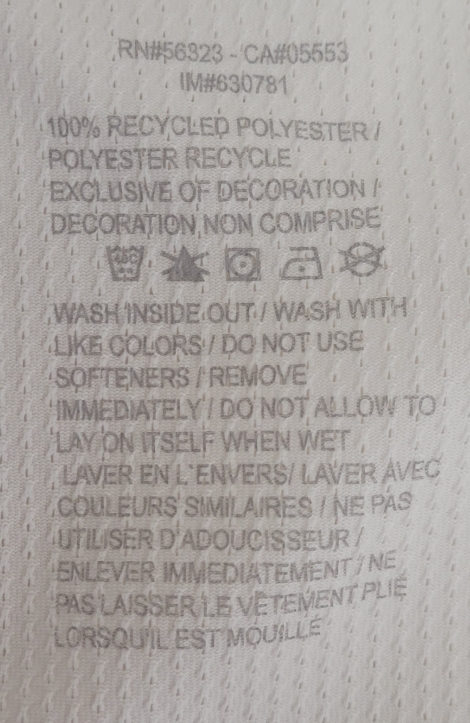 RN#56323 - CA#05553
IM#630781
100% RECYCLED POLYESTER /
POLYESTER RECYCLE
EXCLUSIVE OF DECORATION /
DECORATION NON COMPRISE
WASH INSIDE OUT / WASH WITH
LIKE COLORS / DO NOT USE
SOFTENERS / REMOVE
IMMEDIATELY / DO NOT ALLOW TO
LAY ON ITSELF WHEN WET
LAVER EN L'ENVERS/ LAVER AVEC
COULEURS SIMILAIRES / NE PAS
UTILISER D'ADOUCISSEUR /
ENLEVER IMMEDIATEMENT / NE
PAS LAISSER LE VÊTEMENT PLIÉ
LORSQU'IL EST MOUILLÉ